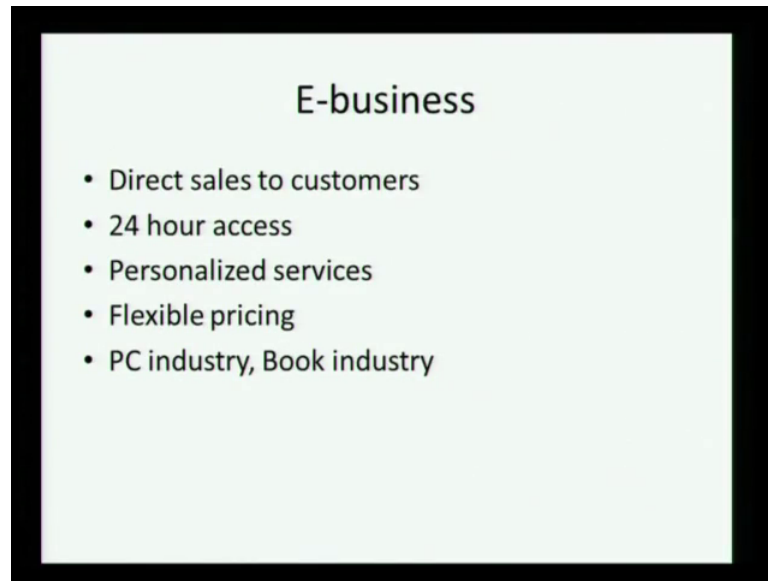 E-business
• Direct sales to customers
• 24 hour access
• Personalized services
• Flexible pricing
• PC industry, Book industry